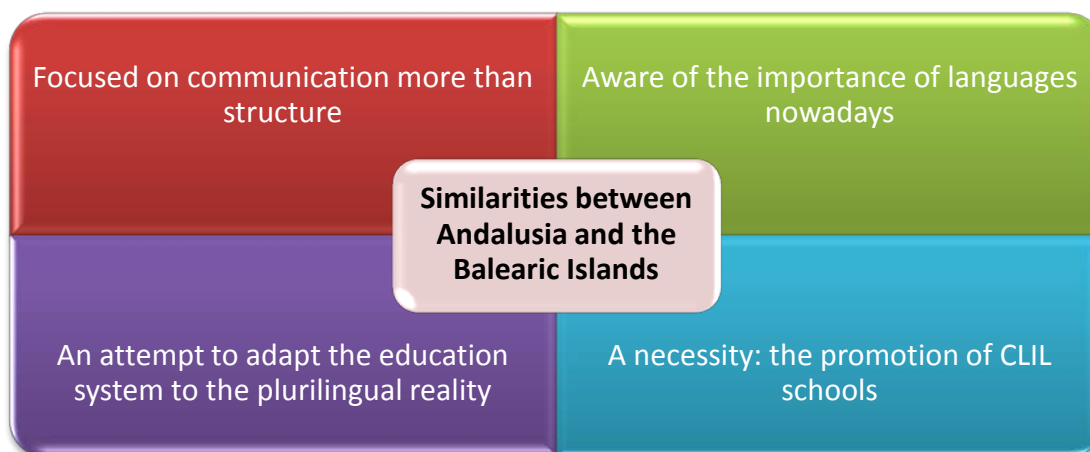 Focused on communication more than
structure
Aware of the importance of languages
nowadays
Similarities between
Andalusia and the
Balearic Islands
An attempt to adapt the education
system to the plurilingual reality
A necessity: the promotion of CLIL
schools